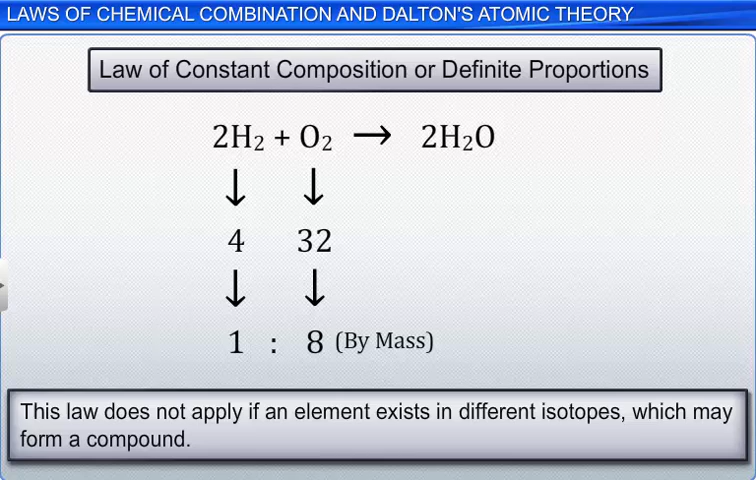 LAWS OF CHEMICAL COMBINATION AND DALTON'S ATOMIC THEORY
Law of Constant Composition or Definite Proportions
2H₂ + O₂ → 2H₂O
↓ ↓
4 32
↓ ↓
1 : 8 (By Mass)
This law does not apply if an element exists in different isotopes, which may
form a compound.